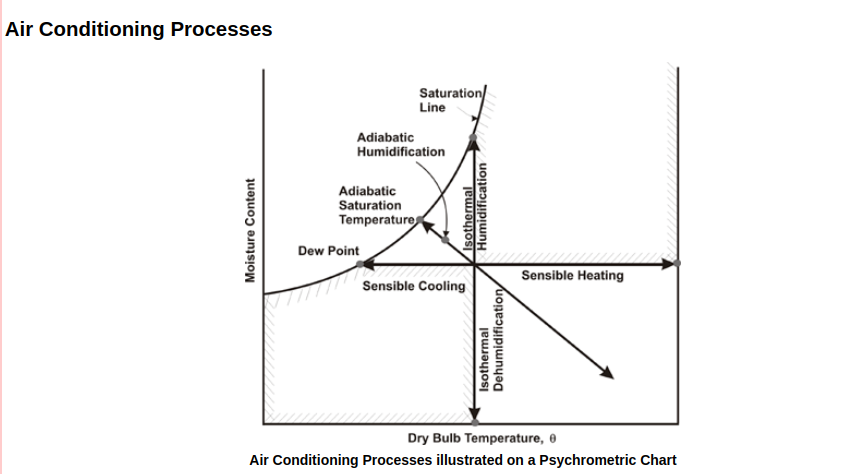 Air Conditioning Processes
Saturation
Line
Adiabatic
Humidification
Adiabatic
Saturation
Temperature
Dew Point
Isothermal
Humidification
Moisture Content
Sensible Cooling
Sensible Heating
Isothermal
Dehumidification
Dry Bulb Temperature, θ
Air Conditioning Processes illustrated on a Psychrometric Chart